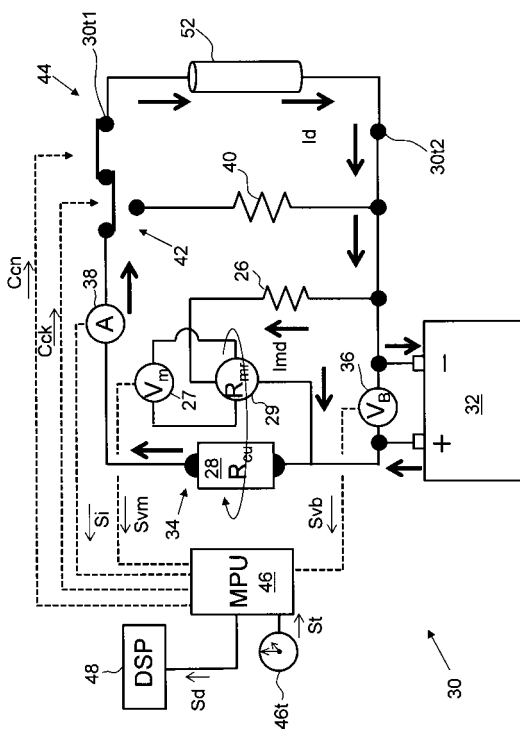 44
30t1
52
Ccn
Cck
38
A
42
40
Id
30t2
26
Imd
Vm
27
Rmr
29
36
VB
28
Rcu
34
Si
Svm
Svb
+
−
32
MPU
46
St
DSP
48
Sd
46t
30